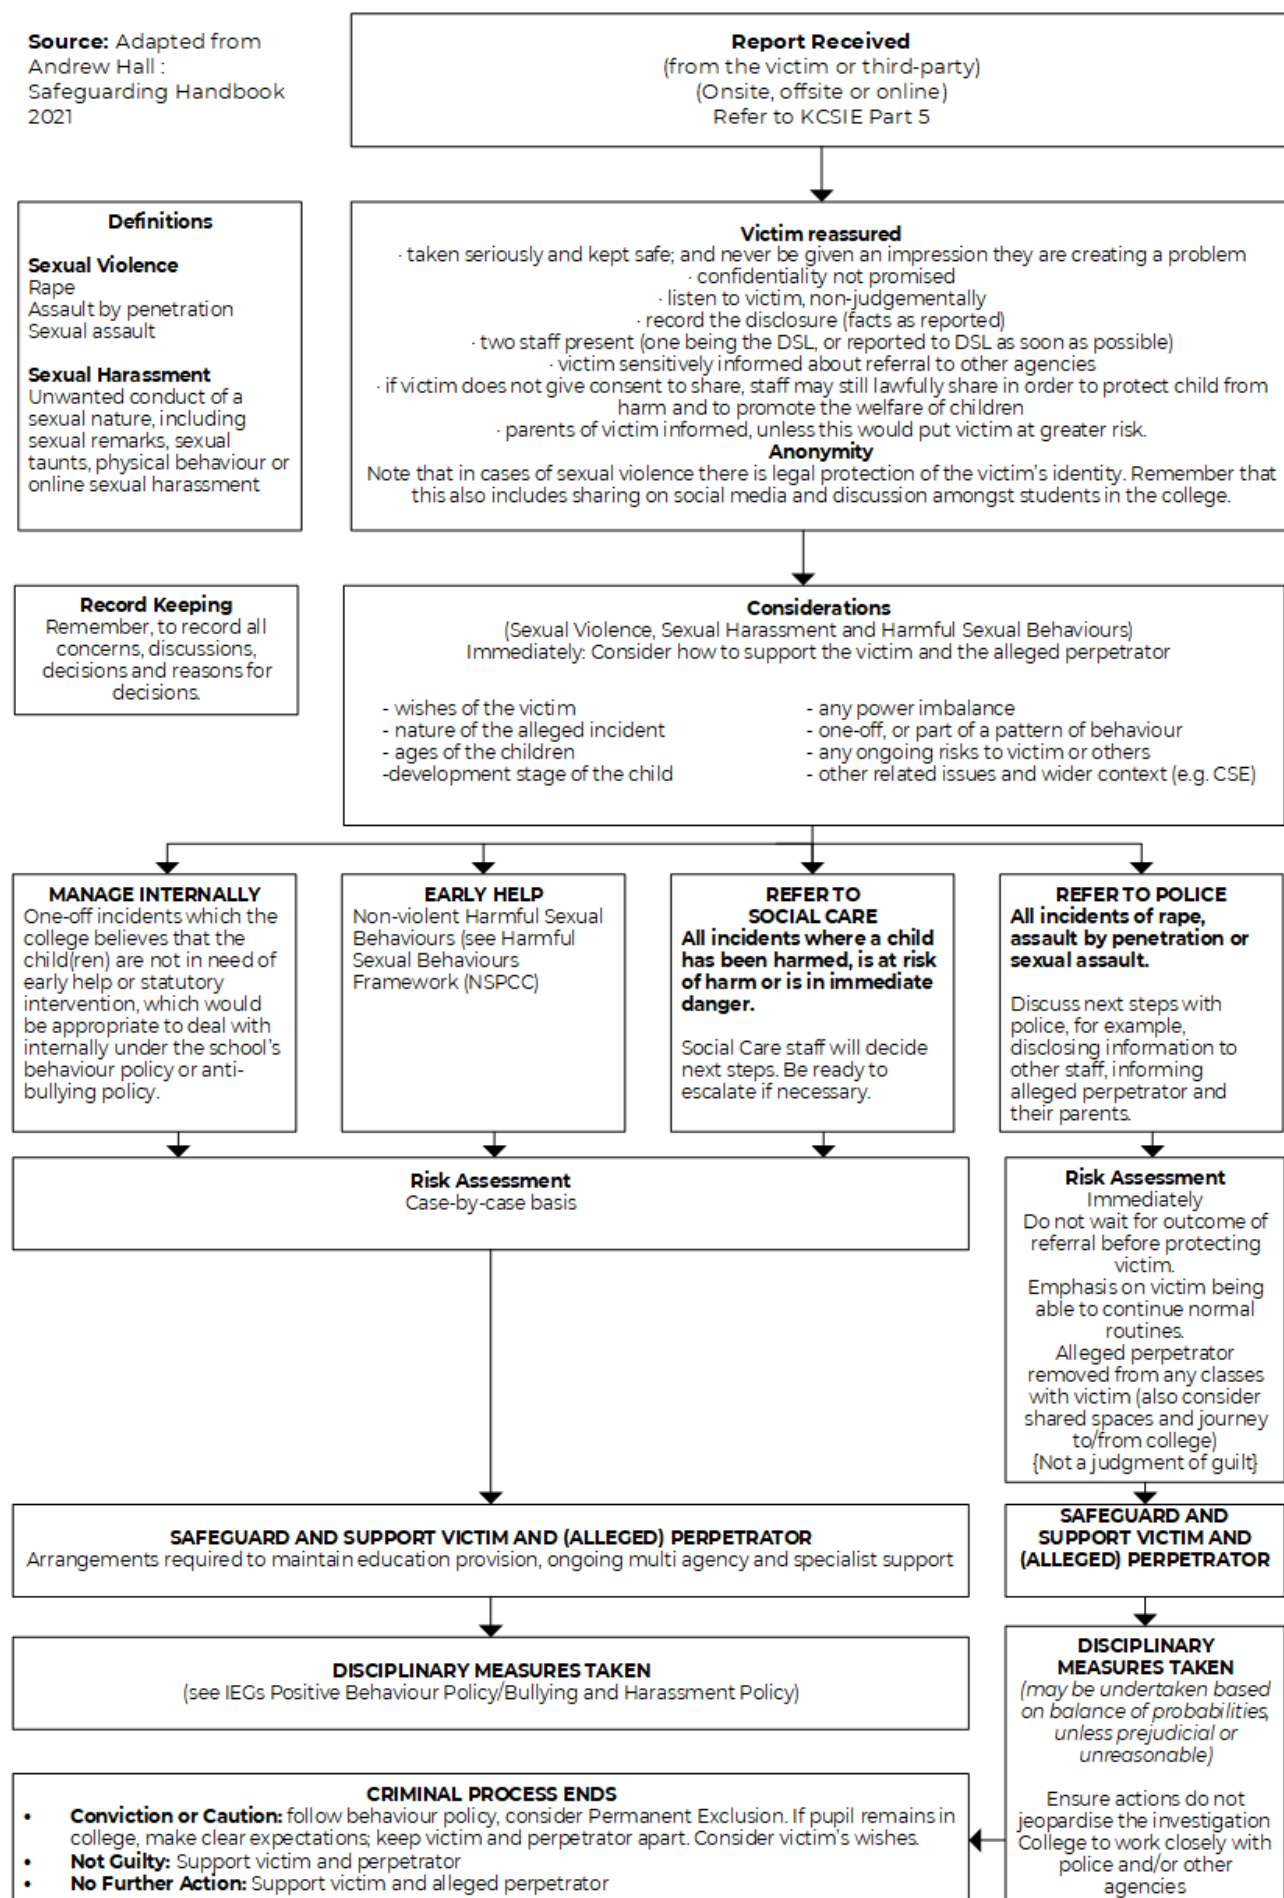 Source: Adapted from
Andrew Hall :
Safeguarding Handbook
2021
Report Received
(from the victim or third-party)
(Onsite, offsite or online)
Refer to KCSIE Part 5
Definitions
Sexual Violence
Rape
Assault by penetration
Sexual assault
Sexual Harassment
Unwanted conduct of a
sexual nature, including
sexual remarks, sexual
taunts, physical behaviour or
online sexual harassment
Victim reassured
· taken seriously and kept safe; and never be given an impression they are creating a problem
· confidentiality not promised
· listen to victim, non-judgementally
· record the disclosure (facts as reported)
· two staff present (one being the DSL, or reported to DSL as soon as possible)
· victim sensitively informed about referral to other agencies
· if victim does not give consent to share, staff may still lawfully share in order to protect child from
harm and to promote the welfare of children
· parents of victim informed, unless this would put victim at greater risk.
Anonymity
Note that in cases of sexual violence there is legal protection of the victim's identity. Remember that
this also includes sharing on social media and discussion amongst students in the college.
Record Keeping
Remember, to record all
concerns, discussions,
decisions and reasons for
decisions.
Considerations
(Sexual Violence, Sexual Harassment and Harmful Sexual Behaviours)
Immediately: Consider how to support the victim and the alleged perpetrator
- wishes of the victim
- nature of the alleged incident
- ages of the children
-development stage of the child
- any power imbalance
- one-off, or part of a pattern of behaviour
- any ongoing risks to victim or others
- other related issues and wider context (e.g. CSE)
MANAGE INTERNALLY
One-off incidents which the
college believes that the
child(ren) are not in need of
early help or statutory
intervention, which would
be appropriate to deal with
internally under the school's
behaviour policy or anti-
bullying policy.
EARLY HELP
Non-violent Harmful Sexual
Behaviours (see Harmful
Sexual Behaviours
Framework (NSPCC)
REFER TO
SOCIAL CARE
All incidents where a child
has been harmed, is at risk
of harm or is in immediate
danger.
Social Care staff will decide
next steps. Be ready to
escalate if necessary.
REFER TO POLICE
All incidents of rape,
assault by penetration or
sexual assault.
Discuss next steps with
police, for example,
disclosing information to
other staff, informing
alleged perpetrator and
their parents.
Risk Assessment
Case-by-case basis
Risk Assessment
Immediately
Do not wait for outcome of
referral before protecting
victim.
Emphasis on victim being
able to continue normal
routines.
Alleged perpetrator
removed from any classes
with victim (also consider
shared spaces and journey
to/from college)
{Not a judgment of guilt}
SAFEGUARD AND SUPPORT VICTIM AND (ALLEGED) PERPETRATOR
Arrangements required to maintain education provision, ongoing multi agency and specialist support
SAFEGUARD AND
SUPPORT VICTIM AND
(ALLEGED) PERPETRATOR
DISCIPLINARY MEASURES TAKEN
(see IEGs Positive Behaviour Policy/Bullying and Harassment Policy)
DISCIPLINARY
MEASURES TAKEN
(may be undertaken based
on balance of probabilities,
unless prejudicial or
unreasonable)
Ensure actions do not
jeopardise the investigation
College to work closely with
police and/or other
agencies
CRIMINAL PROCESS ENDS
• Conviction or Caution: follow behaviour policy, consider Permanent Exclusion. If pupil remains in
college, make clear expectations; keep victim and perpetrator apart. Consider victim's wishes.
• Not Guilty: Support victim and perpetrator
• No Further Action: Support victim and alleged perpetrator